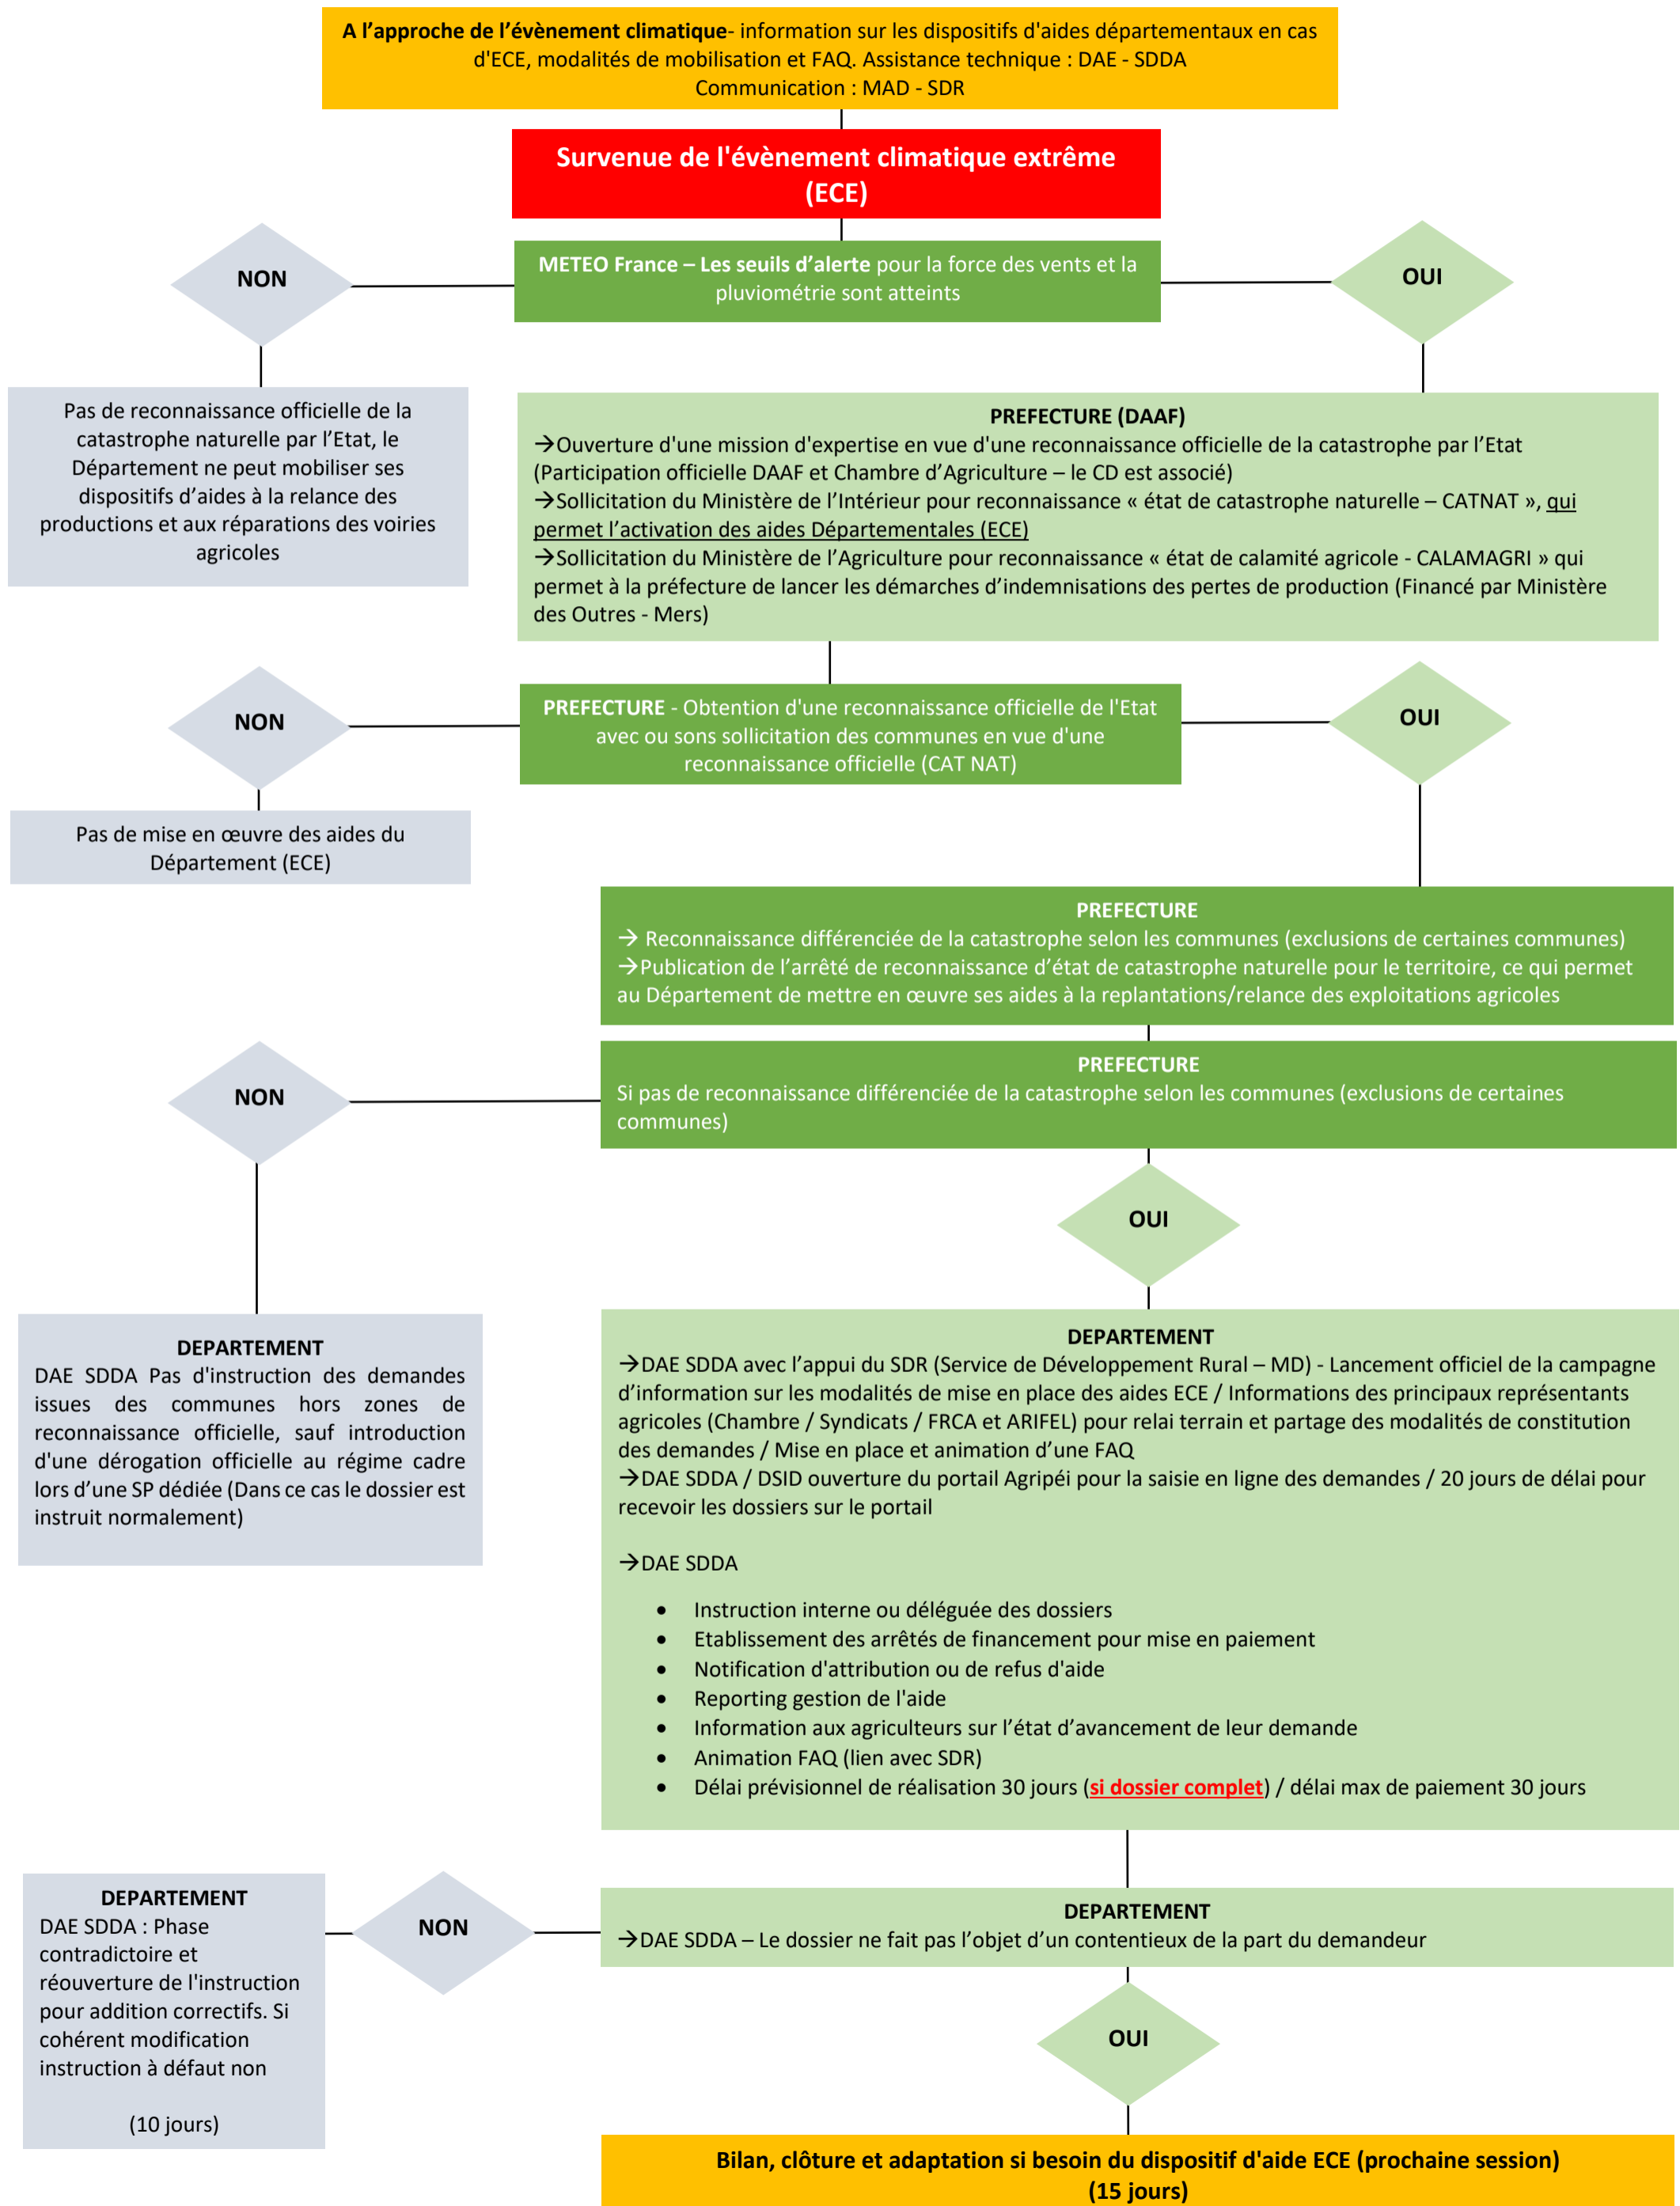 A l’approche de l’évènement climatique- information sur les dispositifs d'aides départementaux en cas
d'ECE, modalités de mobilisation et FAQ. Assistance technique : DAE - SDDA
Communication : MAD - SDR
Survenue de l'évènement climatique extrême
(ECE)
NON
METEO France – Les seuils d’alerte pour la force des vents et la
pluviométrie sont atteints
OUI
Pas de reconnaissance officielle de la
catastrophe naturelle par l’Etat, le
Département ne peut mobiliser ses
dispositifs d’aides à la relance des
productions et aux réparations des voiries
agricoles
PREFECTURE (DAAF)
→Ouverture d'une mission d'expertise en vue d'une reconnaissance officielle de la catastrophe par l’Etat
(Participation officielle DAAF et Chambre d’Agriculture – le CD est associé)
→Sollicitation du Ministère de l’Intérieur pour reconnaissance « état de catastrophe naturelle – CATNAT », qui
permet l’activation des aides Départementales (ECE)
→Sollicitation du Ministère de l’Agriculture pour reconnaissance « état de calamité agricole - CALAMAGRI » qui
permet à la préfecture de lancer les démarches d’indemnisations des pertes de production (Financé par Ministère
des Outres - Mers)
NON
PREFECTURE - Obtention d'une reconnaissance officielle de l'Etat
avec ou sons sollicitation des communes en vue d'une
reconnaissance officielle (CAT NAT)
OUI
Pas de mise en œuvre des aides du
Département (ECE)
PREFECTURE
→ Reconnaissance différenciée de la catastrophe selon les communes (exclusions de certaines communes)
→Publication de l’arrêté de reconnaissance d’état de catastrophe naturelle pour le territoire, ce qui permet
au Département de mettre en œuvre ses aides à la replantations/relance des exploitations agricoles
NON
PREFECTURE
Si pas de reconnaissance différenciée de la catastrophe selon les communes (exclusions de certaines
communes)
OUI
DEPARTEMENT
DAE SDDA Pas d'instruction des demandes
issues des communes hors zones de
reconnaissance officielle, sauf introduction
d'une dérogation officielle au régime cadre
lors d’une SP dédiée (Dans ce cas le dossier est
instruit normalement)
DEPARTEMENT
→DAE SDDA avec l’appui du SDR (Service de Développement Rural – MD) - Lancement officiel de la campagne
d’information sur les modalités de mise en place des aides ECE / Informations des principaux représentants
agricoles (Chambre / Syndicats / FRCA et ARIFEL) pour relai terrain et partage des modalités de constitution
des demandes / Mise en place et animation d’une FAQ
→DAE SDDA / DSID ouverture du portail Agripéi pour la saisie en ligne des demandes / 20 jours de délai pour
recevoir les dossiers sur le portail
→DAE SDDA
• Instruction interne ou déléguée des dossiers
• Etablissement des arrêtés de financement pour mise en paiement
• Notification d'attribution ou de refus d'aide
• Reporting gestion de l'aide
• Information aux agriculteurs sur l’état d’avancement de leur demande
• Animation FAQ (lien avec SDR)
• Délai prévisionnel de réalisation 30 jours (si dossier complet) / délai max de paiement 30 jours
DEPARTEMENT
DAE SDDA : Phase
contradictoire et
réouverture de l'instruction
pour addition correctifs. Si
cohérent modification
instruction à défaut non
(10 jours)
NON
DEPARTEMENT
→DAE SDDA – Le dossier ne fait pas l’objet d’un contentieux de la part du demandeur
OUI
Bilan, clôture et adaptation si besoin du dispositif d'aide ECE (prochaine session)
(15 jours)